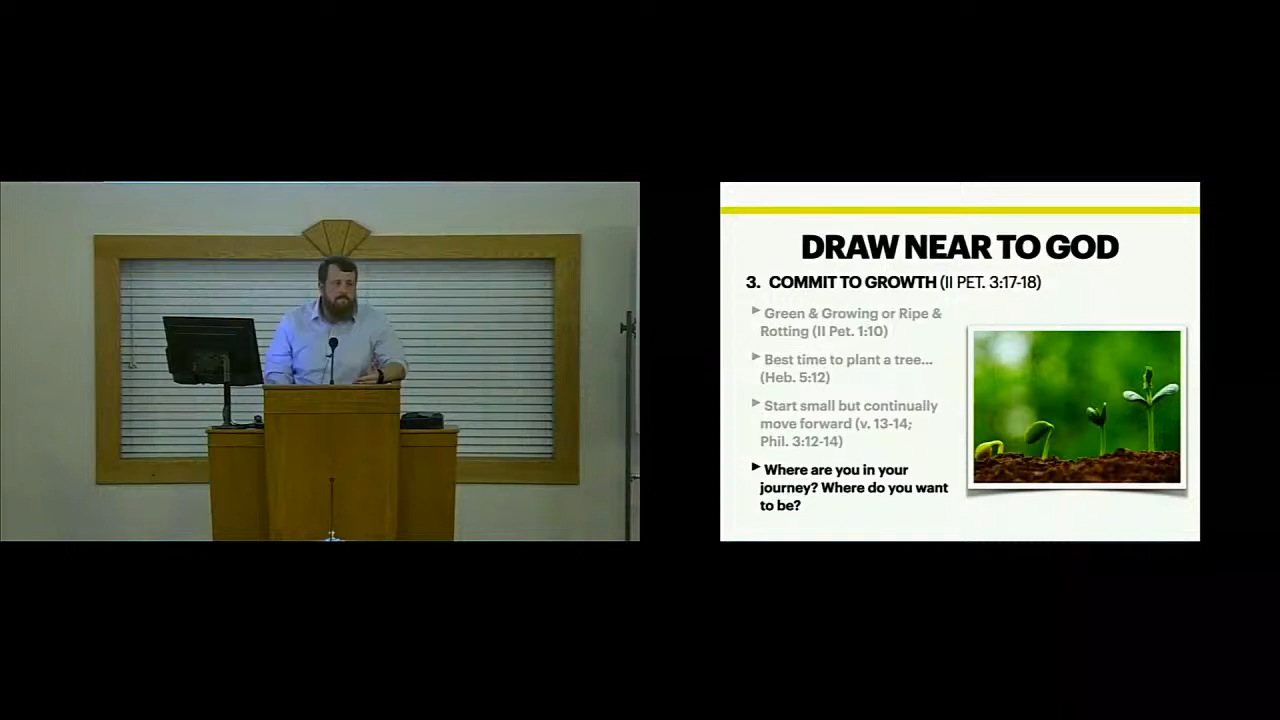 DRAW NEAR TO GOD
3. COMMIT TO GROWTH (II PET. 3:17-18)
▶ Green & Growing or Ripe &
Rotting (II Pet. 1:10)
▶ Best time to plant a tree...
(Heb. 5:12)
▶ Start small but continually
move forward (v. 13-14;
Phil. 3:12-14)
▶ Where are you in your
journey? Where do you want
to be?